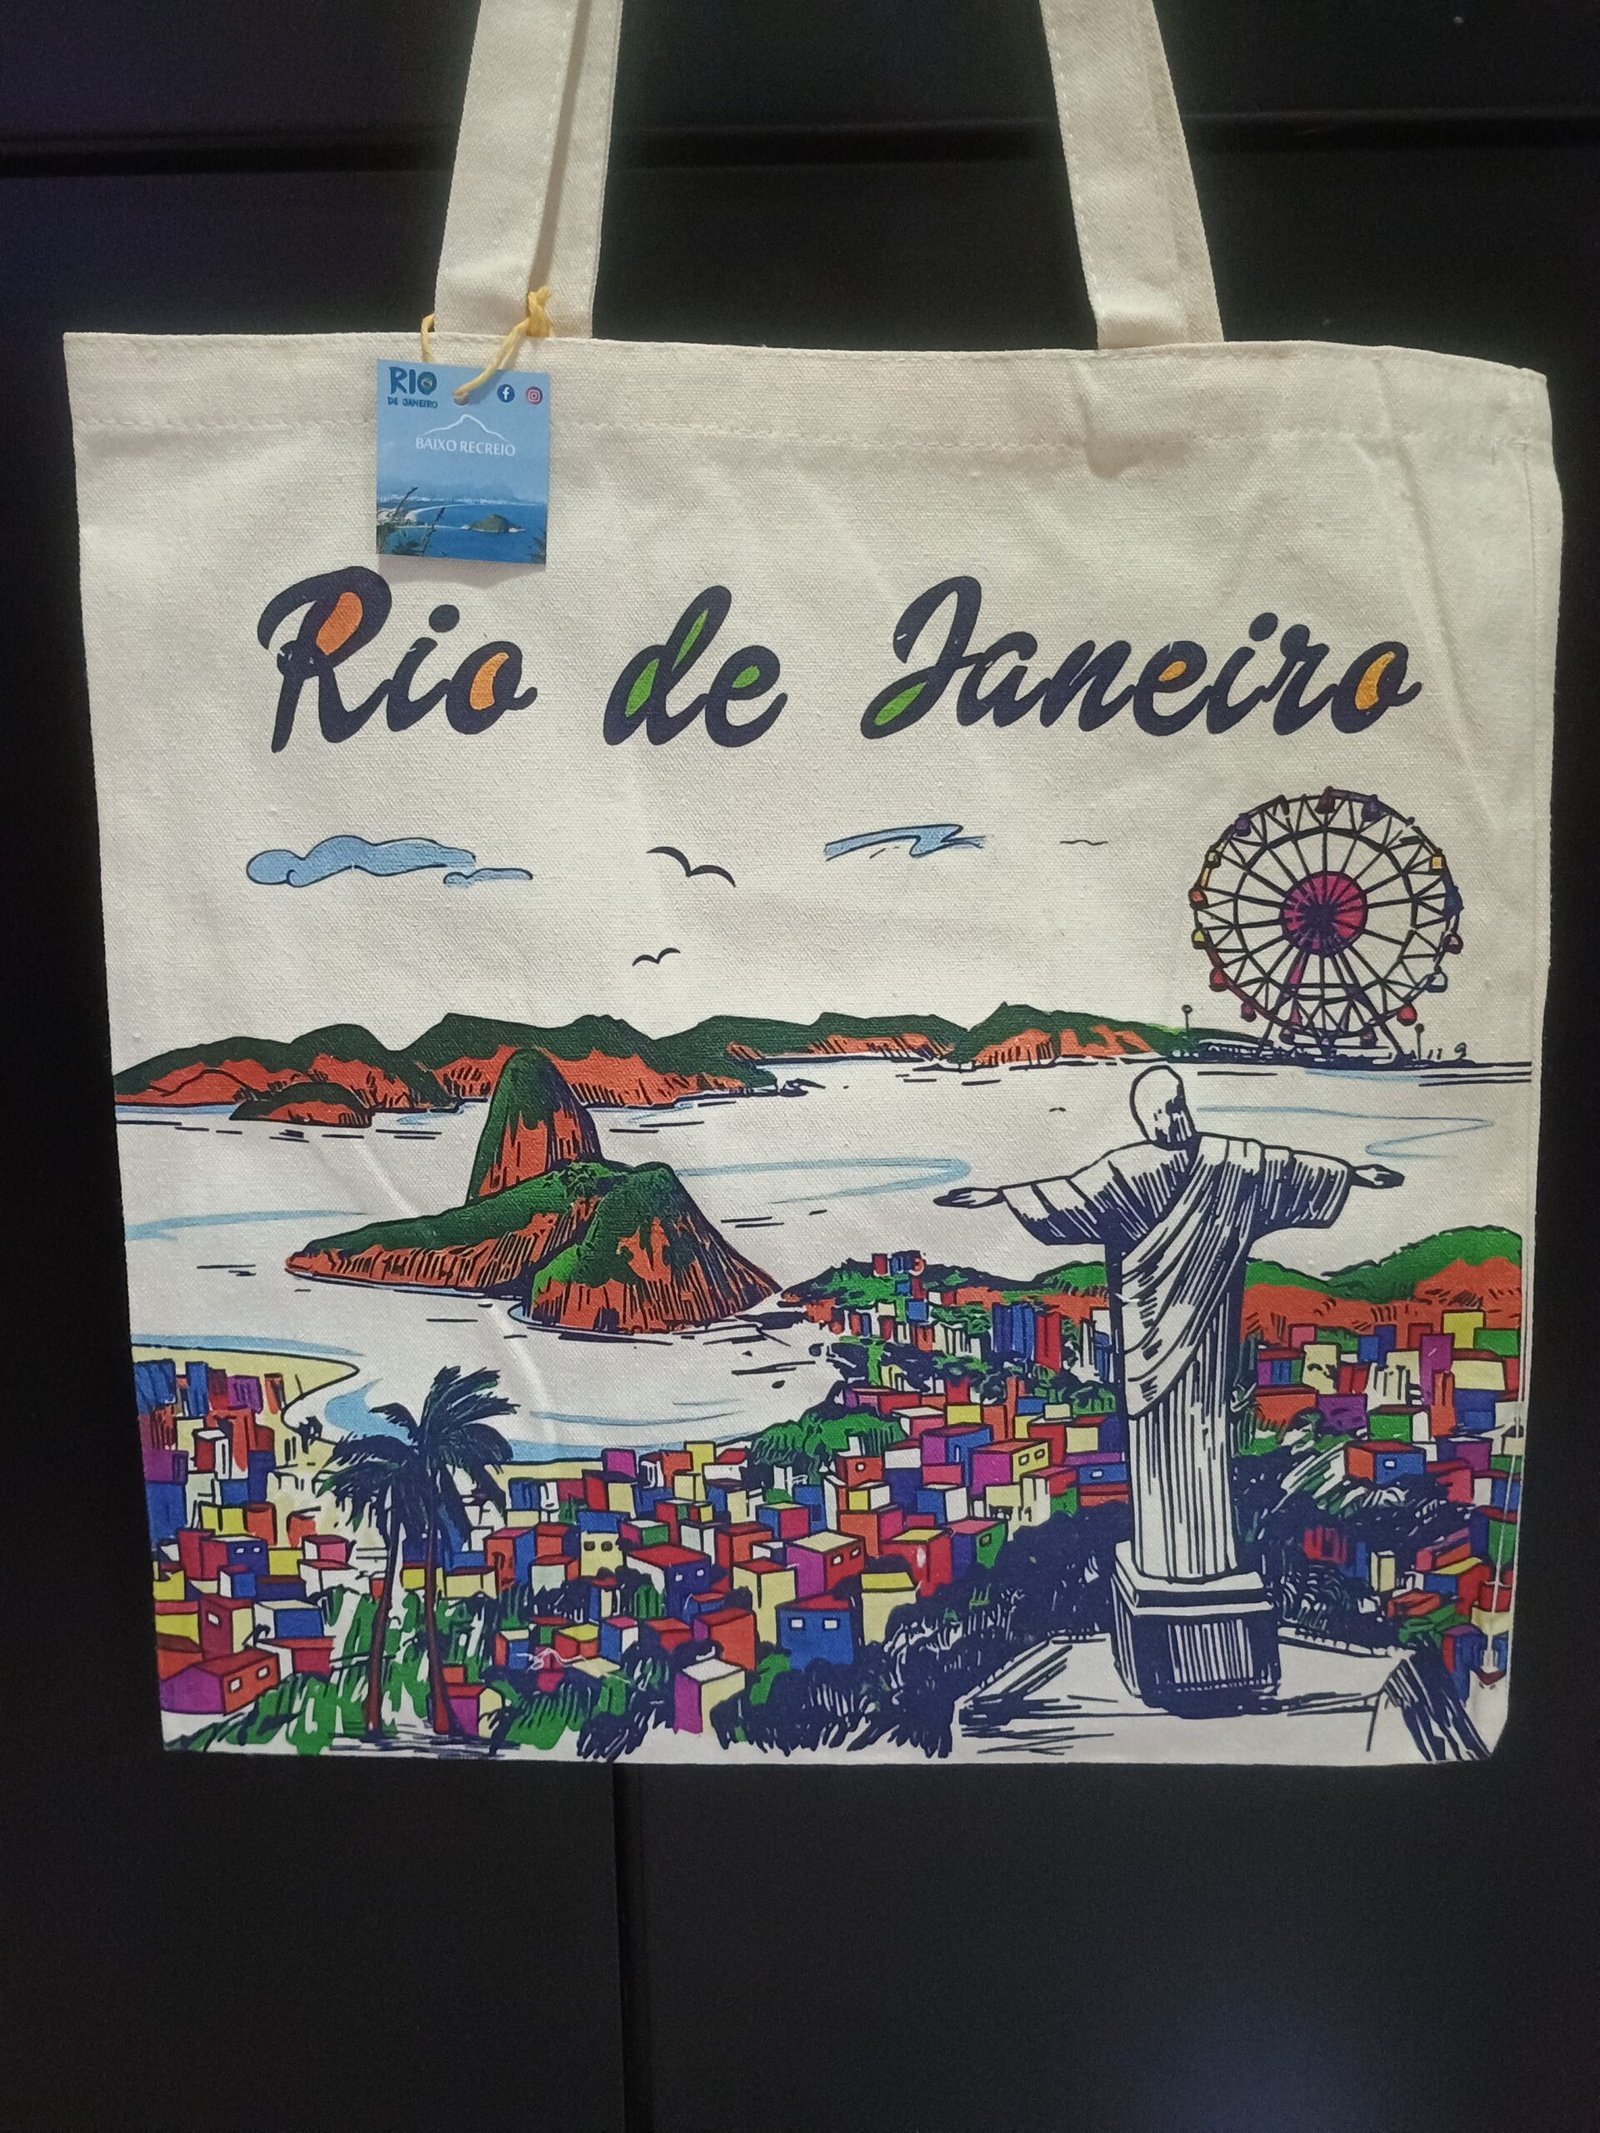 RIO
DE JANEIRO
BAIXO RECREIO
Rio de Janeiro